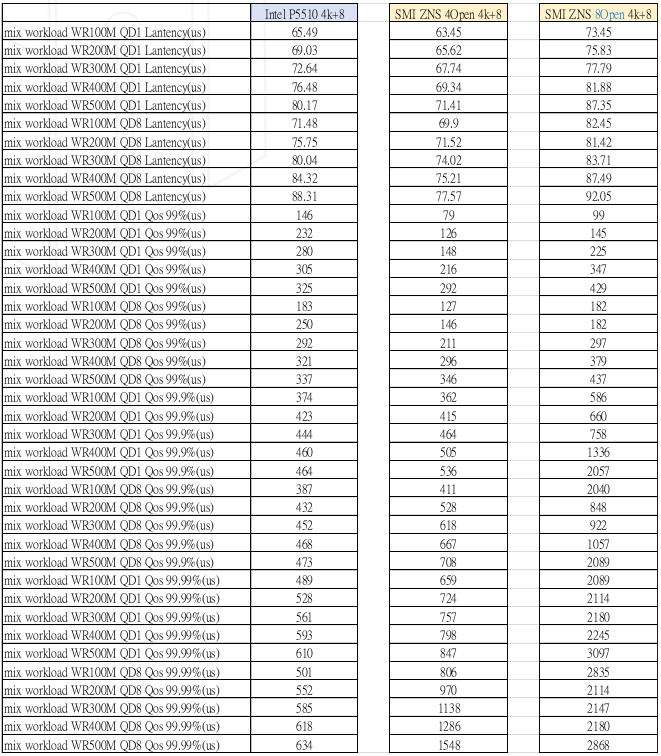 Intel P5510 4k+8 SMI ZNS 4Open 4k+8 SMI ZNS 8Open 4k+8
mix workload WR100M QD1 Lantency(us) 65.49 63.45 73.45
mix workload WR200M QD1 Lantency(us) 69.03 65.62 75.83
mix workload WR300M QD1 Lantency(us) 72.64 67.74 77.79
mix workload WR400M QD1 Lantency(us) 76.48 69.34 81.88
mix workload WR500M QD1 Lantency(us) 80.17 71.41 87.35
mix workload WR100M QD8 Lantency(us) 71.48 69.9 82.45
mix workload WR200M QD8 Lantency(us) 75.75 71.52 81.42
mix workload WR300M QD8 Lantency(us) 80.04 74.02 83.71
mix workload WR400M QD8 Lantency(us) 84.32 75.21 87.49
mix workload WR500M QD8 Lantency(us) 88.31 77.57 92.05
mix workload WR100M QD1 Qos 99%(us) 146 79 99
mix workload WR200M QD1 Qos 99%(us) 232 126 145
mix workload WR300M QD1 Qos 99%(us) 280 148 225
mix workload WR400M QD1 Qos 99%(us) 305 216 347
mix workload WR500M QD1 Qos 99%(us) 325 292 429
mix workload WR100M QD8 Qos 99%(us) 183 127 182
mix workload WR200M QD8 Qos 99%(us) 250 146 182
mix workload WR300M QD8 Qos 99%(us) 292 211 297
mix workload WR400M QD8 Qos 99%(us) 321 296 379
mix workload WR500M QD8 Qos 99%(us) 337 346 437
mix workload WR100M QD1 Qos 99.9%(us) 374 362 586
mix workload WR200M QD1 Qos 99.9%(us) 423 415 660
mix workload WR300M QD1 Qos 99.9%(us) 444 464 758
mix workload WR400M QD1 Qos 99.9%(us) 460 505 1336
mix workload WR500M QD1 Qos 99.9%(us) 464 536 2057
mix workload WR100M QD8 Qos 99.9%(us) 387 411 2040
mix workload WR200M QD8 Qos 99.9%(us) 432 528 848
mix workload WR300M QD8 Qos 99.9%(us) 452 618 922
mix workload WR400M QD8 Qos 99.9%(us) 468 667 1057
mix workload WR500M QD8 Qos 99.9%(us) 473 708 2089
mix workload WR100M QD1 Qos 99.99%(us) 489 659 2089
mix workload WR200M QD1 Qos 99.99%(us) 528 724 2114
mix workload WR300M QD1 Qos 99.99%(us) 561 757 2180
mix workload WR400M QD1 Qos 99.99%(us) 593 798 2245
mix workload WR500M QD1 Qos 99.99%(us) 610 847 3097
mix workload WR100M QD8 Qos 99.99%(us) 501 806 2835
mix workload WR200M QD8 Qos 99.99%(us) 552 970 2114
mix workload WR300M QD8 Qos 99.99%(us) 585 1138 2147
mix workload WR400M QD8 Qos 99.99%(us) 618 1286 2180
mix workload WR500M QD8 Qos 99.99%(us) 634 1548 2868